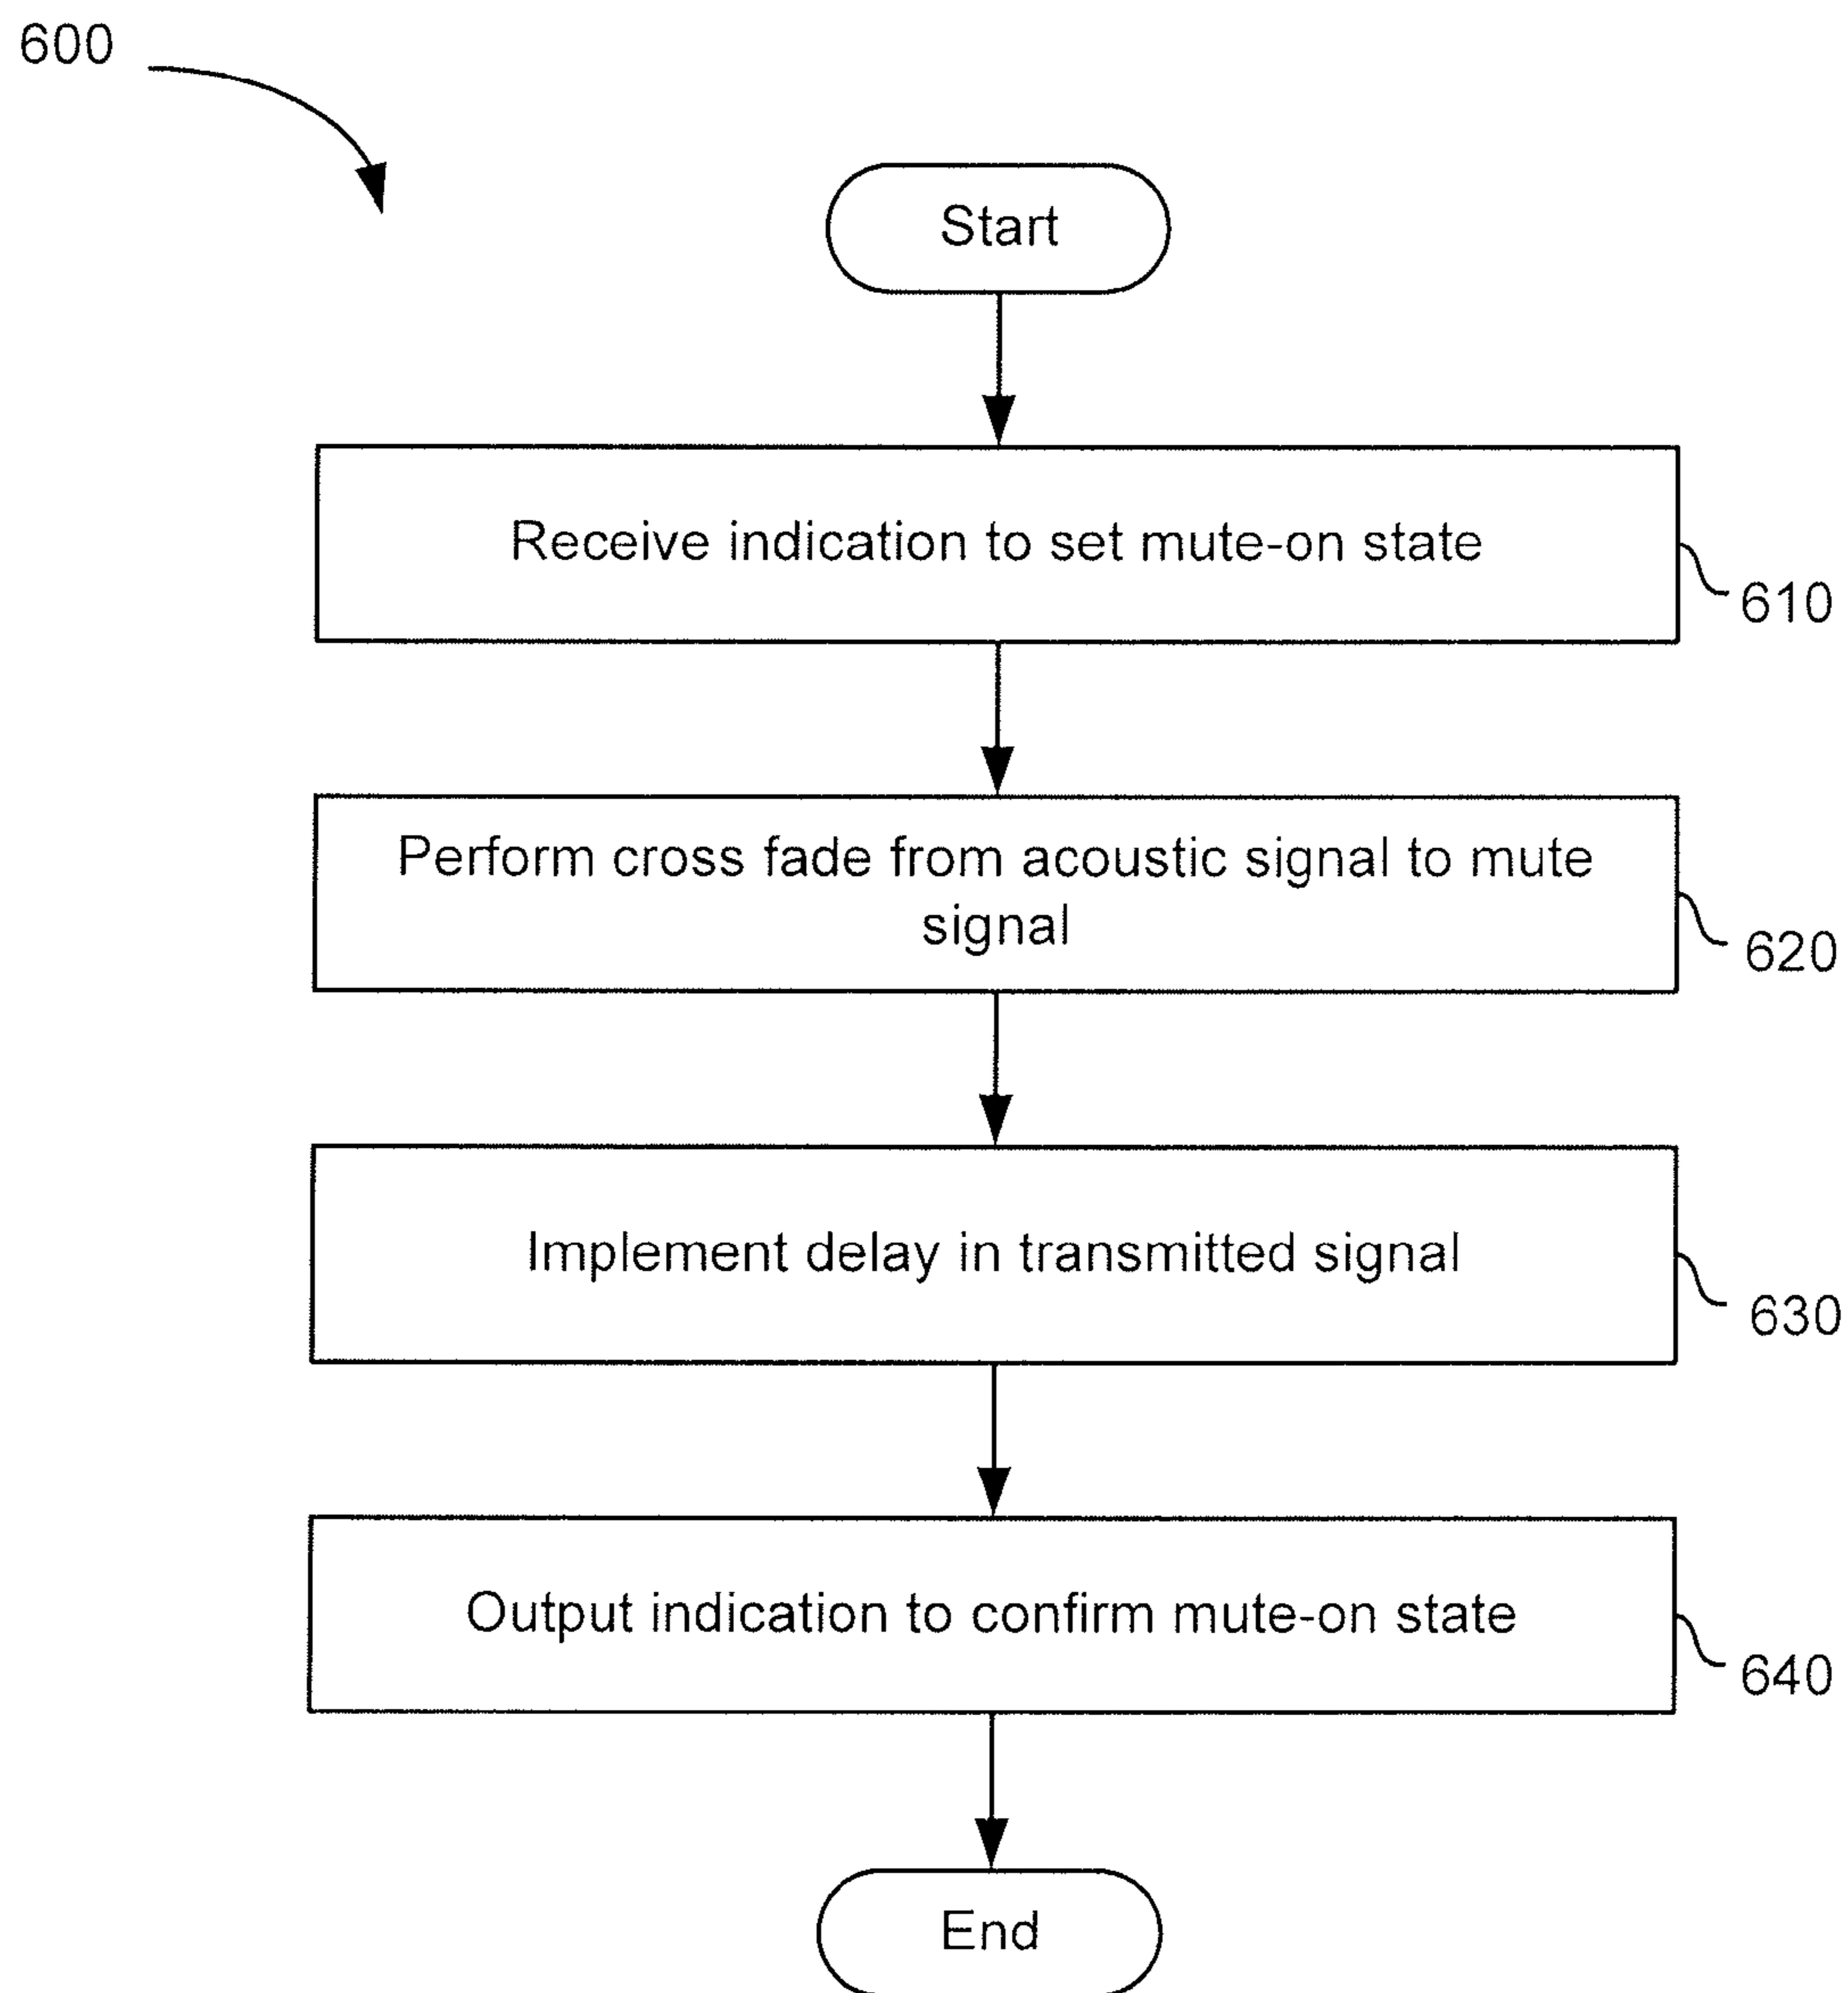 600
Start
Receive indication to set mute-on state
610
Perform cross fade from acoustic signal to mute
signal
620
Implement delay in transmitted signal
630
Output indication to confirm mute-on state
640
End